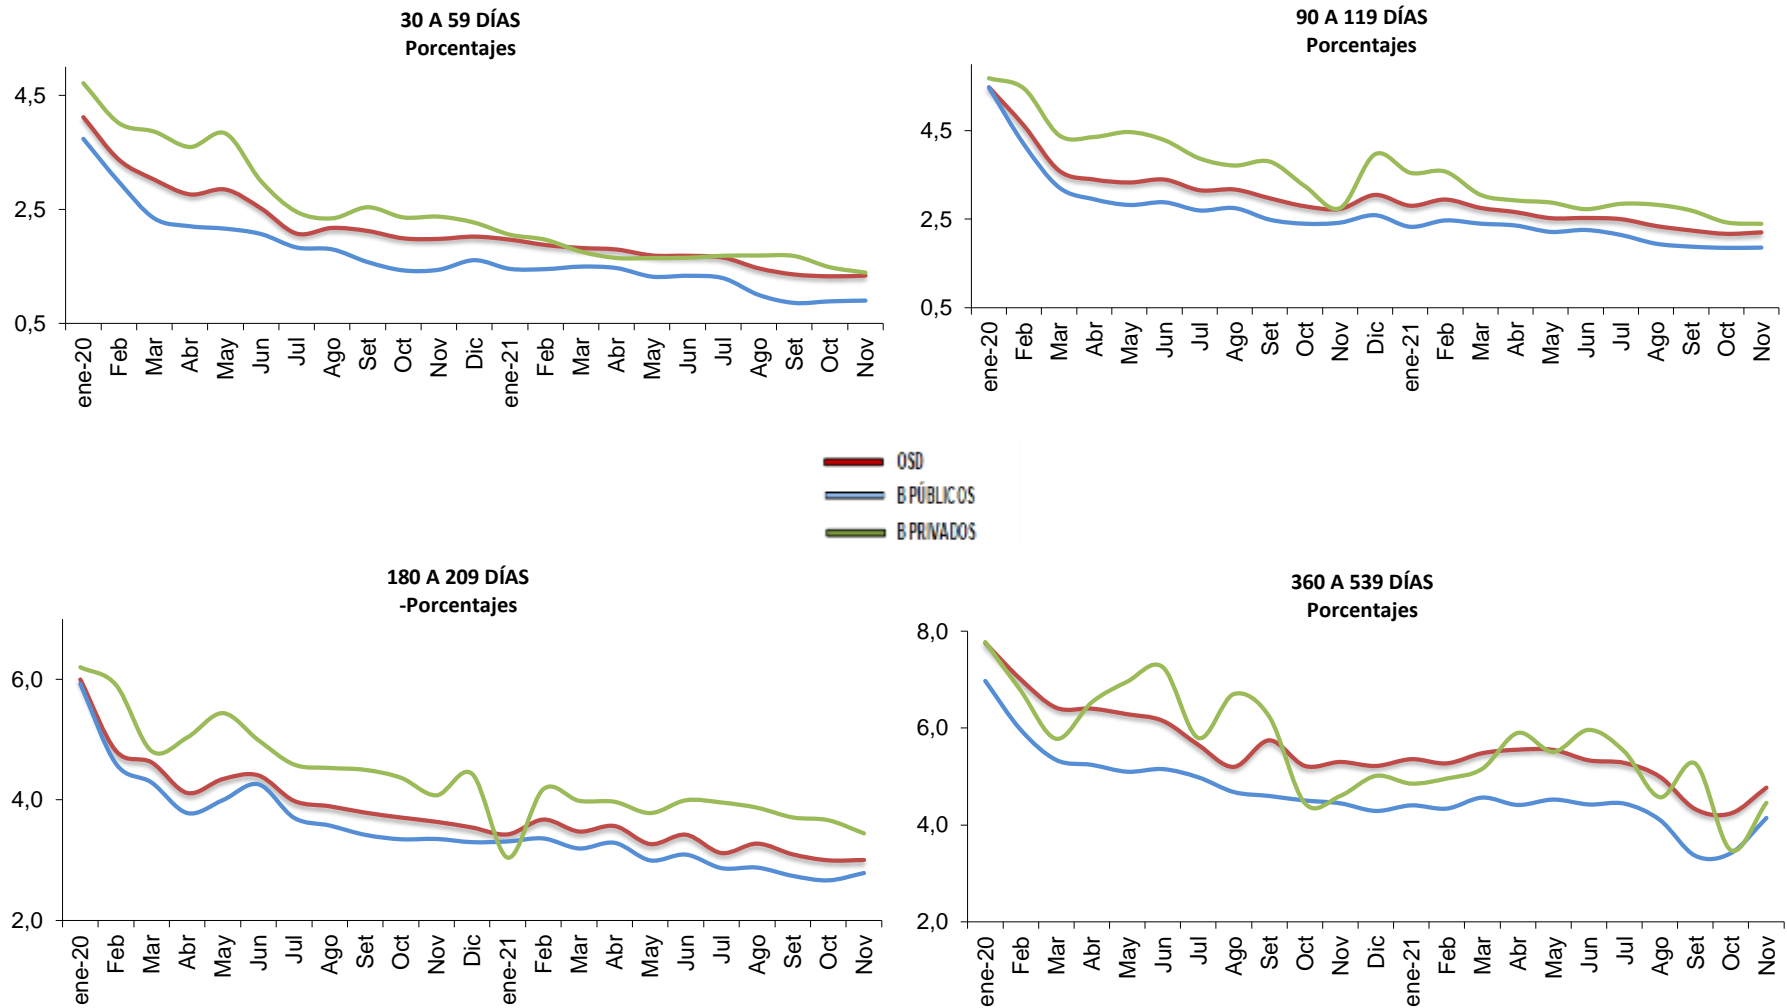 30 A 59 DÍAS
Porcentajes
4,5
2,5
0,5
ene-20 Feb Mar Abr May Jun Jul Ago Set Oct Nov Dic ene-21 Feb Mar Abr May Jun Jul Ago Set Oct Nov
90 A 119 DÍAS
Porcentajes
4,5
2,5
0,5
ene-20 Feb Mar Abr May Jun Jul Ago Set Oct Nov Dic ene-21 Feb Mar Abr May Jun Jul Ago Set Oct Nov
OSD
B PÚBLICOS
B PRIVADOS
180 A 209 DÍAS
-Porcentajes
6,0
4,0
2,0
ene-20 Feb Mar Abr May Jun Jul Ago Set Oct Nov Dic ene-21 Feb Mar Abr May Jun Jul Ago Set Oct Nov
360 A 539 DÍAS
Porcentajes
8,0
6,0
4,0
2,0
ene-20 Feb Mar Abr May Jun Jul Ago Set Oct Nov Dic ene-21 Feb Mar Abr May Jun Jul Ago Set Oct Nov